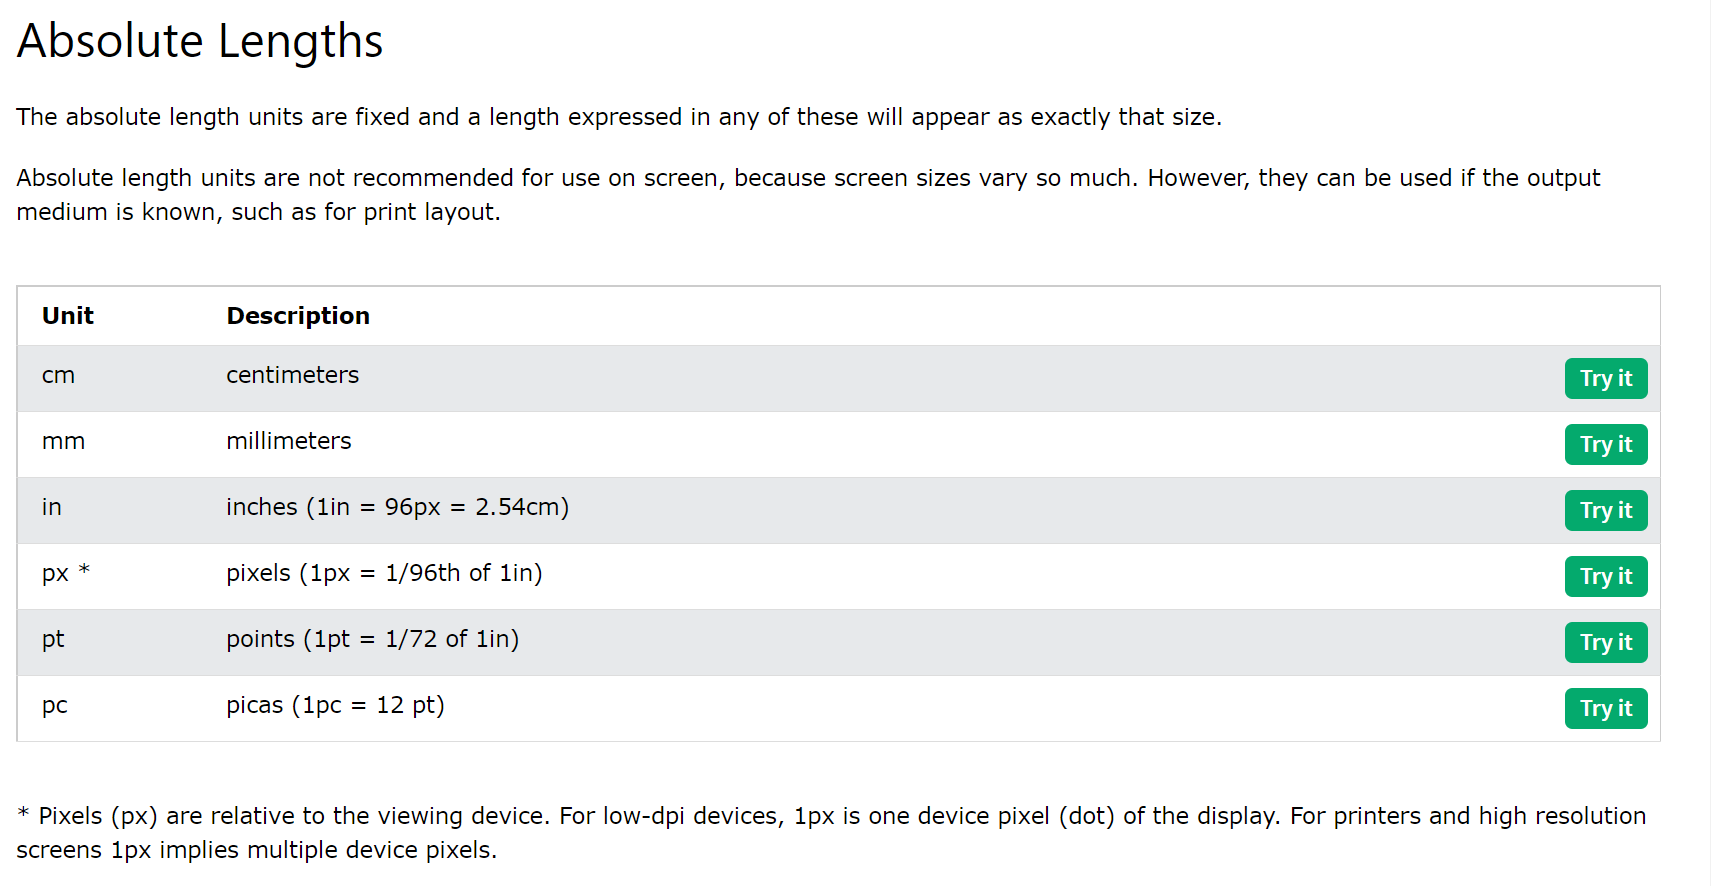 Absolute Lengths
The absolute length units are fixed and a length expressed in any of these will appear as exactly that size.
Absolute length units are not recommended for use on screen, because screen sizes vary so much. However, they can be used if the output
medium is known, such as for print layout.
Unit Description
cm centimeters Try it
mm millimeters Try it
in inches (1in = 96px = 2.54cm) Try it
px * pixels (1px = 1/96th of 1in) Try it
pt points (1pt = 1/72 of 1in) Try it
pc picas (1pc = 12 pt) Try it
* Pixels (px) are relative to the viewing device. For low-dpi devices, 1px is one device pixel (dot) of the display. For printers and high resolution
screens 1px implies multiple device pixels.